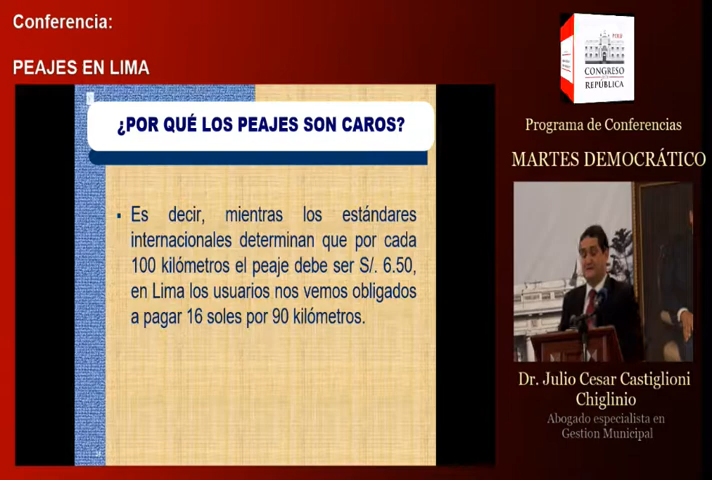 Conferencia:
PEAJES EN LIMA
¿POR QUÉ LOS PEAJES SON CAROS?
Es decir, mientras los estándares
internacionales determinan que por cada
100 kilómetros el peaje debe ser S/. 6.50,
en Lima los usuarios nos vemos obligados
a pagar 16 soles por 90 kilómetros.
CONGRESO
REPÚBLICA
Programa de Conferencias
MARTES DEMOCRÁTICO
Dr. Julio Cesar Castiglioni
Chiglinio
Abogado especialista en
Gestion Municipal